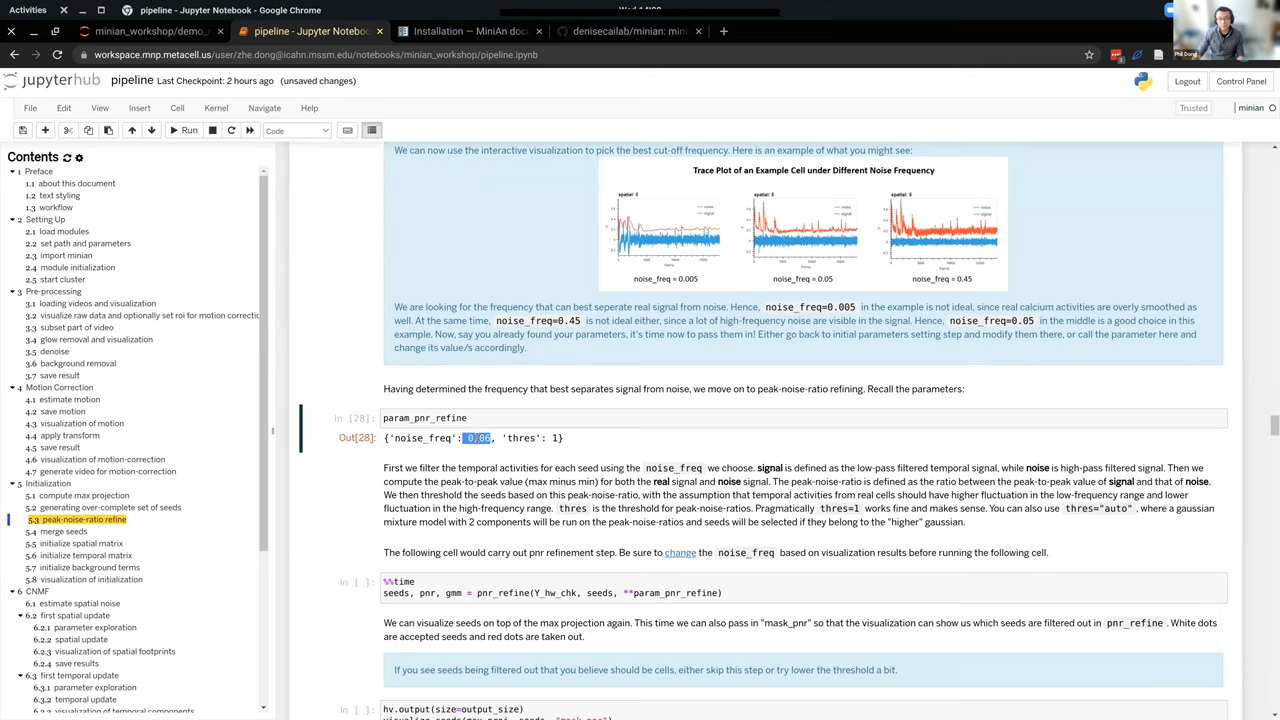 Activities
pipeline - Jupyter Notebook - Google Chrome
minian_workshop/demo_r
pipeline - Jupyter Noteboo
Installation — MiniAn docu
denisecailab/minian: mini
workspace.mnp.metacell.us/user/zhe.dong@icahn.mssm.edu/notebooks/minian_workshop/pipeline.ipynb
Phil Dong
jupyterhub pipeline Last Checkpoint: 2 hours ago (unsaved changes)
Logout Control Panel
File Edit View Insert Cell Kernel Navigate Help
Trusted minian
Run Code
Contents
1 Preface
1.1 about this document
1.2 text styling
1.3 workflow
2 Setting Up
2.1 load modules
2.2 set path and parameters
2.3 import minian
2.4 module initialization
2.5 start cluster
3 Pre-processing
3.1 loading videos and visualization
3.2 visualize raw data and optionally set roi for motion correctic
3.3 subset part of video
3.4 glow removal and visualization
3.5 denoise
3.6 background removal
3.7 save result
4 Motion Correction
4.1 estimate motion
4.2 save motion
4.4 apply transform
4.5 save result
4.6 visualization of motion-correction
4.7 generate video for motion-correction
5 Initialization
5.1 compute max projection
5.2 generating over-complete set of seeds
5.3 peak-noise-ratio refine
5.4 merge seeds
5.5 initialize spatial matrix
5.6 initialize temporal matrix
5.7 initialize background terms
5.8 visualization of initialization
6 CNMF
6.1 estimate spatial noise
6.2 first spatial update
6.2.1 parameter exploration
6.2.2 spatial update
6.2.3 visualization of spatial footprints
6.2.4 save results
6.3 first temporal update
6.3.1 parameter exploration
6.3.2 temporal update
6.3.3 visualization of temporal components
We can now use the interactive visualization to pick the best cut-off frequency. Here is an example of what you might see:
Trace Plot of an Example Cell under Different Noise Frequency
spatial: 5 spatial: 5 spatial: 5
noise noise noise
signal signal signal
frame frame frame
noise_freq = 0.005 noise_freq = 0.05 noise_freq = 0.45
We are looking for the frequency that can best seperate real signal from noise. Hence, noise_freq=0.005 in the example is not ideal, since real calcium activities are overly smoothed as
well. At the same time, noise_freq=0.45 is not ideal either, since a lot of high-frequency noise are visible in the signal. Hence, noise_freq=0.05 in the middle is a good choice in this
example. Now, say you already found your parameters, it's time now to pass them in! Either go back to initial parameters setting step and modify them there, or call the parameter here and
change its value/s accordingly.
Having determined the frequency that best separates signal from noise, we move on to peak-noise-ratio refining. Recall the parameters:
In [28]: param_pnr_refine
Out[28]: {'noise_freq': 0.06, 'thres': 1}
First we filter the temporal activities for each seed using the noise_freq we choose. signal is defined as the low-pass filtered temporal signal, while noise is high-pass filtered signal. Then we
compute the peak-to-peak value (max minus min) for both the real signal and noise signal. The peak-noise-ratio is defined as the ratio between the peak-to-peak value of signal and that of noise.
We then threshold the seeds based on this peak-noise-ratio, with the assumption that temporal activities from real cells should have higher fluctuation in the low-frequency range and lower
fluctuation in the high-frequency range. thres is the threshold for peak-noise-ratios. Pragmatically thres=1 works fine and makes sense. You can also use thres="auto", where a gaussian
mixture model with 2 components will be run on the peak-noise-ratios and seeds will be selected if they belong to the "higher" gaussian.
The following cell would carry out pnr refinement step. Be sure to change the noise_freq based on visualization results before running the following cell.
In [ ]: %%time
seeds, pnr, gmm = pnr_refine(Y_hw_chk, seeds, **param_pnr_refine)
We can visualize seeds on top of the max projection again. This time we can also pass in "mask_pnr" so that the visualization can show us which seeds are filtered out in pnr_refine. White dots
are accepted seeds and red dots are taken out.
If you see seeds being filtered out that you believe should be cells, either skip this step or try lower the threshold a bit.
In [ ]: hv.output(size=output_size)
visualize_seeds(max_proj, seeds, "mask_pnr")